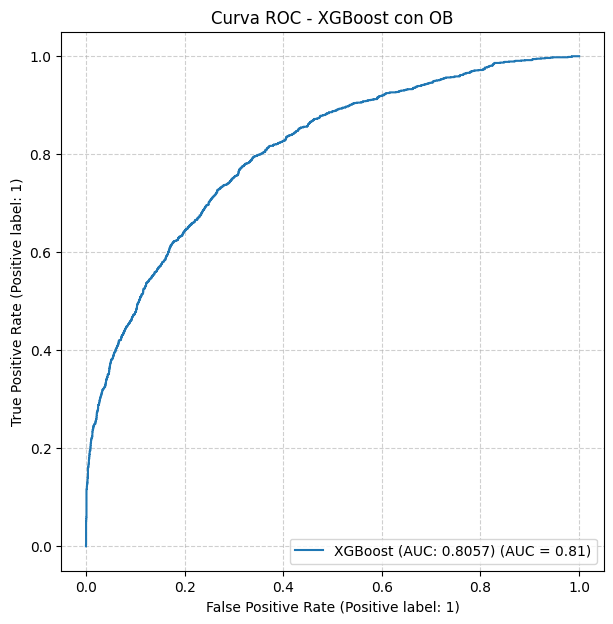 Curva ROC - XGBoost con OB
1.0
0.8
0.6
0.4
0.2
0.0
True Positive Rate (Positive label: 1)
XGBoost (AUC: 0.8057) (AUC = 0.81)
0.0 0.2 0.4 0.6 0.8 1.0
False Positive Rate (Positive label: 1)